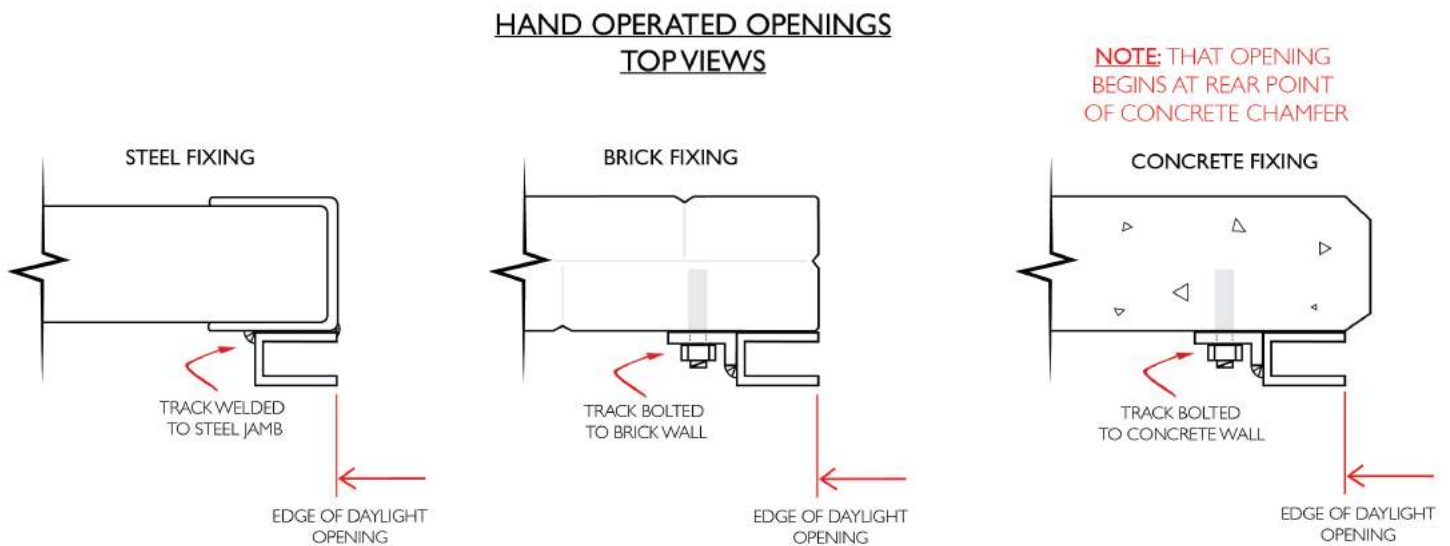 HAND OPERATED OPENINGS
TOP VIEWS
NOTE: THAT OPENING
BEGINS AT REAR POINT
OF CONCRETE CHAMFER
STEEL FIXING
BRICK FIXING
CONCRETE FIXING
TRACK WELDED
TO STEEL JAMB
TRACK BOLTED
TO BRICK WALL
TRACK BOLTED
TO CONCRETE WALL
EDGE OF DAYLIGHT
OPENING
EDGE OF DAYLIGHT
OPENING
EDGE OF DAYLIGHT
OPENING